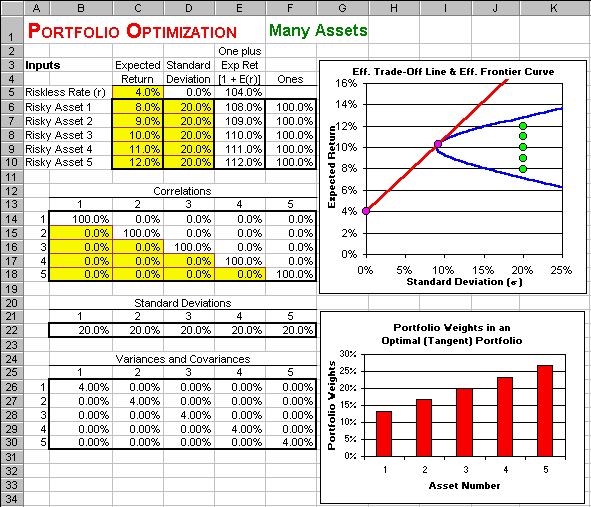 A B C D E F G H I J K
1 PORTFOLIO OPTIMIZATION Many Assets
2 One plus
3 Inputs Expected Standard Exp Ret
4 Return Deviation [1 + E(r)] Ones
5 Riskless Rate (r) 4.0% 0.0% 104.0%
6 Risky Asset 1 8.0% 20.0% 108.0% 100.0%
7 Risky Asset 2 9.0% 20.0% 109.0% 100.0%
8 Risky Asset 3 10.0% 20.0% 110.0% 100.0%
9 Risky Asset 4 11.0% 20.0% 111.0% 100.0%
10 Risky Asset 5 12.0% 20.0% 112.0% 100.0%
11
12 Correlations
13 1 2 3 4 5
14 1 100.0% 0.0% 0.0% 0.0% 0.0%
15 2 0.0% 100.0% 0.0% 0.0% 0.0%
16 3 0.0% 0.0% 100.0% 0.0% 0.0%
17 4 0.0% 0.0% 0.0% 100.0% 0.0%
18 5 0.0% 0.0% 0.0% 0.0% 100.0%
19
20 Standard Deviations
21 1 2 3 4 5
22 20.0% 20.0% 20.0% 20.0% 20.0%
23
24 Variances and Covariances
25 1 2 3 4 5
26 1 4.00% 0.00% 0.00% 0.00% 0.00%
27 2 0.00% 4.00% 0.00% 0.00% 0.00%
28 3 0.00% 0.00% 4.00% 0.00% 0.00%
29 4 0.00% 0.00% 0.00% 4.00% 0.00%
30 5 0.00% 0.00% 0.00% 0.00% 4.00%
31
32
33
34
Eff. Trade-Off Line & Eff. Frontier Curve
Expected Return
16%
14%
12%
10%
8%
6%
4%
2%
0%
0% 5% 10% 15% 20% 25%
Standard Deviation (σ)
Portfolio Weights in an
Optimal (Tangent) Portfolio
Portfolio Weights
30%
25%
20%
15%
10%
5%
0%
1 2 3 4 5
Asset Number